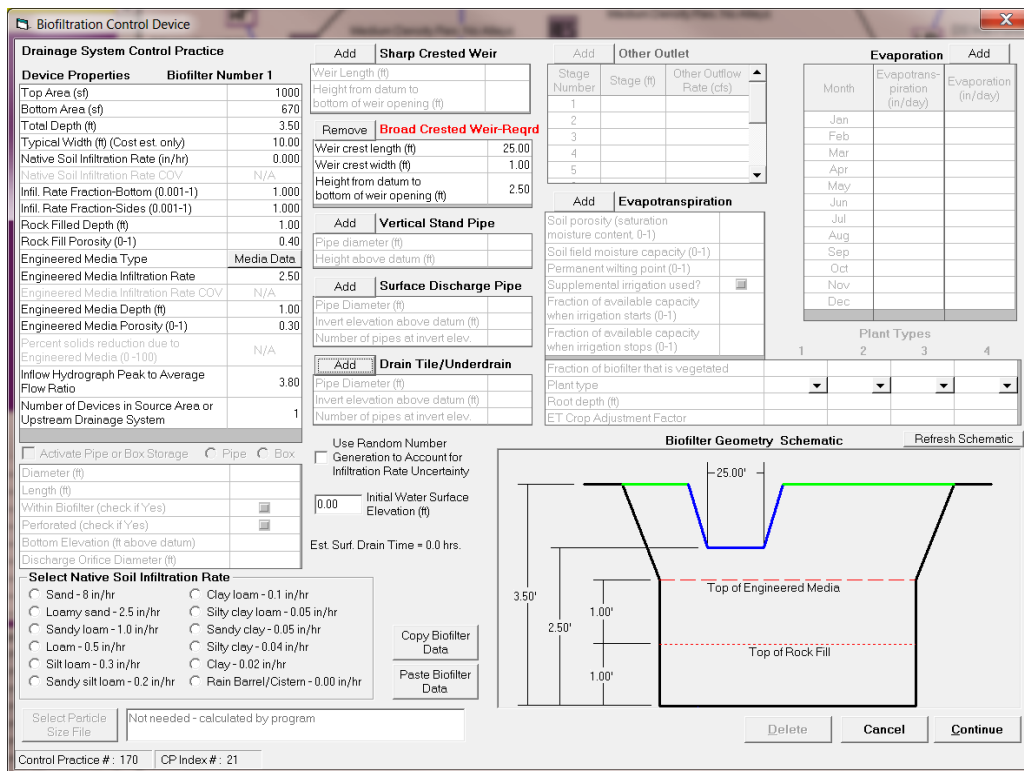 Biofiltration Control Device
Drainage System Control Practice
Device Properties Biofilter Number 1
Top Area (sf) 1000
Bottom Area (sf) 670
Total Depth (ft) 3.50
Typical Width (ft) (Cost est. only) 10.00
Native Soil Infiltration Rate (in/hr) 0.000
Native Soil Infiltration Rate COV N/A
Infil. Rate Fraction-Bottom (0.001-1) 1.000
Infil. Rate Fraction-Sides (0.001-1) 1.000
Rock Filled Depth (ft) 1.00
Rock Fill Porosity (0-1) 0.40
Engineered Media Type Media Data
Engineered Media Infiltration Rate 2.50
Engineered Media Infiltration Rate COV N/A
Engineered Media Depth (ft) 1.00
Engineered Media Porosity (0-1) 0.30
Percent solids reduction due to
Engineered Media (0 -100) N/A
Inflow Hydrograph Peak to Average
Flow Ratio 3.80
Number of Devices in Source Area or
Upstream Drainage System 1
Activate Pipe or Box Storage Pipe Box
Diameter (ft)
Length (ft)
Within Biofilter (check if Yes)
Perforated (check if Yes)
Bottom Elevation (ft above datum)
Discharge Orifice Diameter (ft)
Select Native Soil Infiltration Rate
Sand - 8 in/hr
Loamy sand - 2.5 in/hr
Sandy loam - 1.0 in/hr
Loam - 0.5 in/hr
Silt loam - 0.3 in/hr
Sandy silt loam - 0.2 in/hr
Clay loam - 0.1 in/hr
Silty clay loam - 0.05 in/hr
Sandy clay - 0.05 in/hr
Silty clay - 0.04 in/hr
Clay - 0.02 in/hr
Rain Barrel/Cistern - 0.00 in/hr
Select Particle
Size File
Not needed - calculated by program
Control Practice # : 170 CP Index # : 21
Add Sharp Crested Weir
Weir Length (ft)
Height from datum to
bottom of weir opening (ft)
Remove Broad Crested Weir-Reqrd
Weir crest length (ft) 25.00
Weir crest width (ft) 1.00
Height from datum to
bottom of weir opening (ft) 2.50
Add Vertical Stand Pipe
Pipe diameter (ft)
Height above datum (ft)
Add Surface Discharge Pipe
Pipe Diameter (ft)
Invert elevation above datum (ft)
Number of pipes at invert elev.
Add Drain Tile/Underdrain
Pipe Diameter (ft)
Invert elevation above datum (ft)
Number of pipes at invert elev.
Use Random Number
Generation to Account for
Infiltration Rate Uncertainty
0.00 Initial Water Surface
Elevation (ft)
Est. Surf. Drain Time = 0.0 hrs.
Copy Biofilter
Data
Paste Biofilter
Data
Add Other Outlet
Stage
Number
Stage (ft)
Other Outflow
Rate (cfs)
1
2
3
4
5
Add Evapotranspiration
Soil porosity (saturation
moisture content, 0-1)
Soil field moisture capacity (0-1)
Permanent wilting point (0-1)
Supplemental irrigation used?
Fraction of available capacity
when irrigation starts (0-1)
Fraction of available capacity
when irrigation stops (0-1)
Fraction of biofilter that is vegetated
Plant type
Root depth (ft)
ET Crop Adjustment Factor
Evaporation Add
Month
Evapotrans-
piration
(in/day)
Evaporation
(in/day)
Jan
Feb
Mar
Apr
May
Jun
Jul
Aug
Sep
Oct
Nov
Dec
Plant Types
1 2 3 4
Biofilter Geometry Schematic Refresh Schematic
25.00'
3.50'
2.50'
1.00'
1.00'
Top of Engineered Media
Top of Rock Fill
Delete Cancel Continue